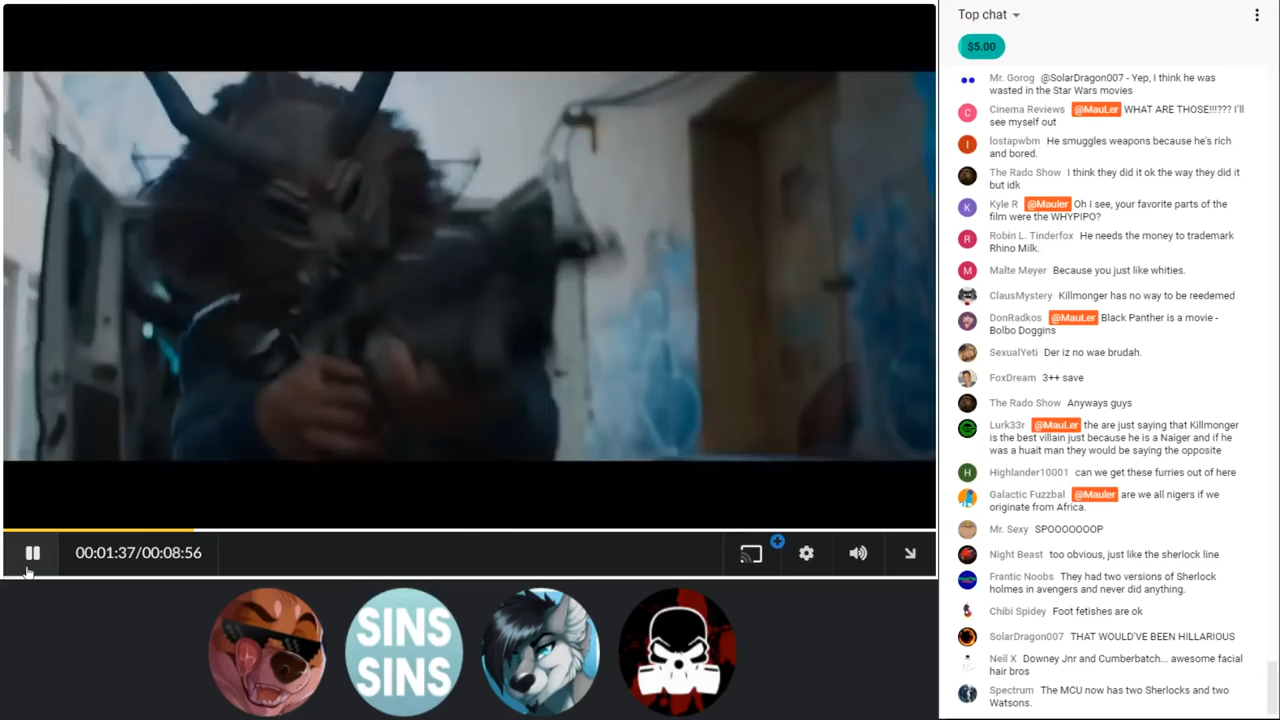 Top chat
$5.00
Mr. Gorog @SolarDragon007 - Yep, I think he was
wasted in the Star Wars movies
Cinema Reviews @MauLer WHAT ARE THOSE!!!??? I'll
see myself out
lostapwbm He smuggles weapons because he's rich
and bored.
The Rado Show I think they did it ok the way they did it
but idk
Kyle R @Mauler Oh I see, your favorite parts of the
film were the WHYPIPO?
Robin L. Tinderfox He needs the money to trademark
Rhino Milk.
Malte Meyer Because you just like whities.
ClausMystery Killmonger has no way to be reedemed
DonRadkos @MauLer Black Panther is a movie -
Bolbo Doggins
SexualYeti Der iz no wae brudah.
FoxDream 3++ save
The Rado Show Anyways guys
Lurk33r @MauLer the are just saying that Killmonger
is the best villain just because he is a Naiger and if he
was a huait man they would be saying the opposite
Highlander10001 can we get these furries out of here
Galactic Fuzzbal @Mauler are we all nigers if we
originate from Africa.
Mr. Sexy SPOOOOOOOP
Night Beast too obvious, just like the sherlock line
Frantic Noobs They had two versions of Sherlock
holmes in avengers and never did anything.
Chibi Spidey Foot fetishes are ok
SolarDragon007 THAT WOULD'VE BEEN HILLARIOUS
Neil X Downey Jnr and Cumberbatch... awesome facial
hair bros
Spectrum The MCU now has two Sherlocks and two
Watsons.
00:01:37/00:08:56
SINS
SINS